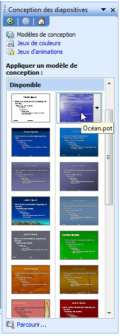 Conception des diapositives
Modèles de conception
Jeux de couleurs
Jeux d'animations
Appliquer un modèle de
conception :
Disponible
Océan.pot
Parcourir...